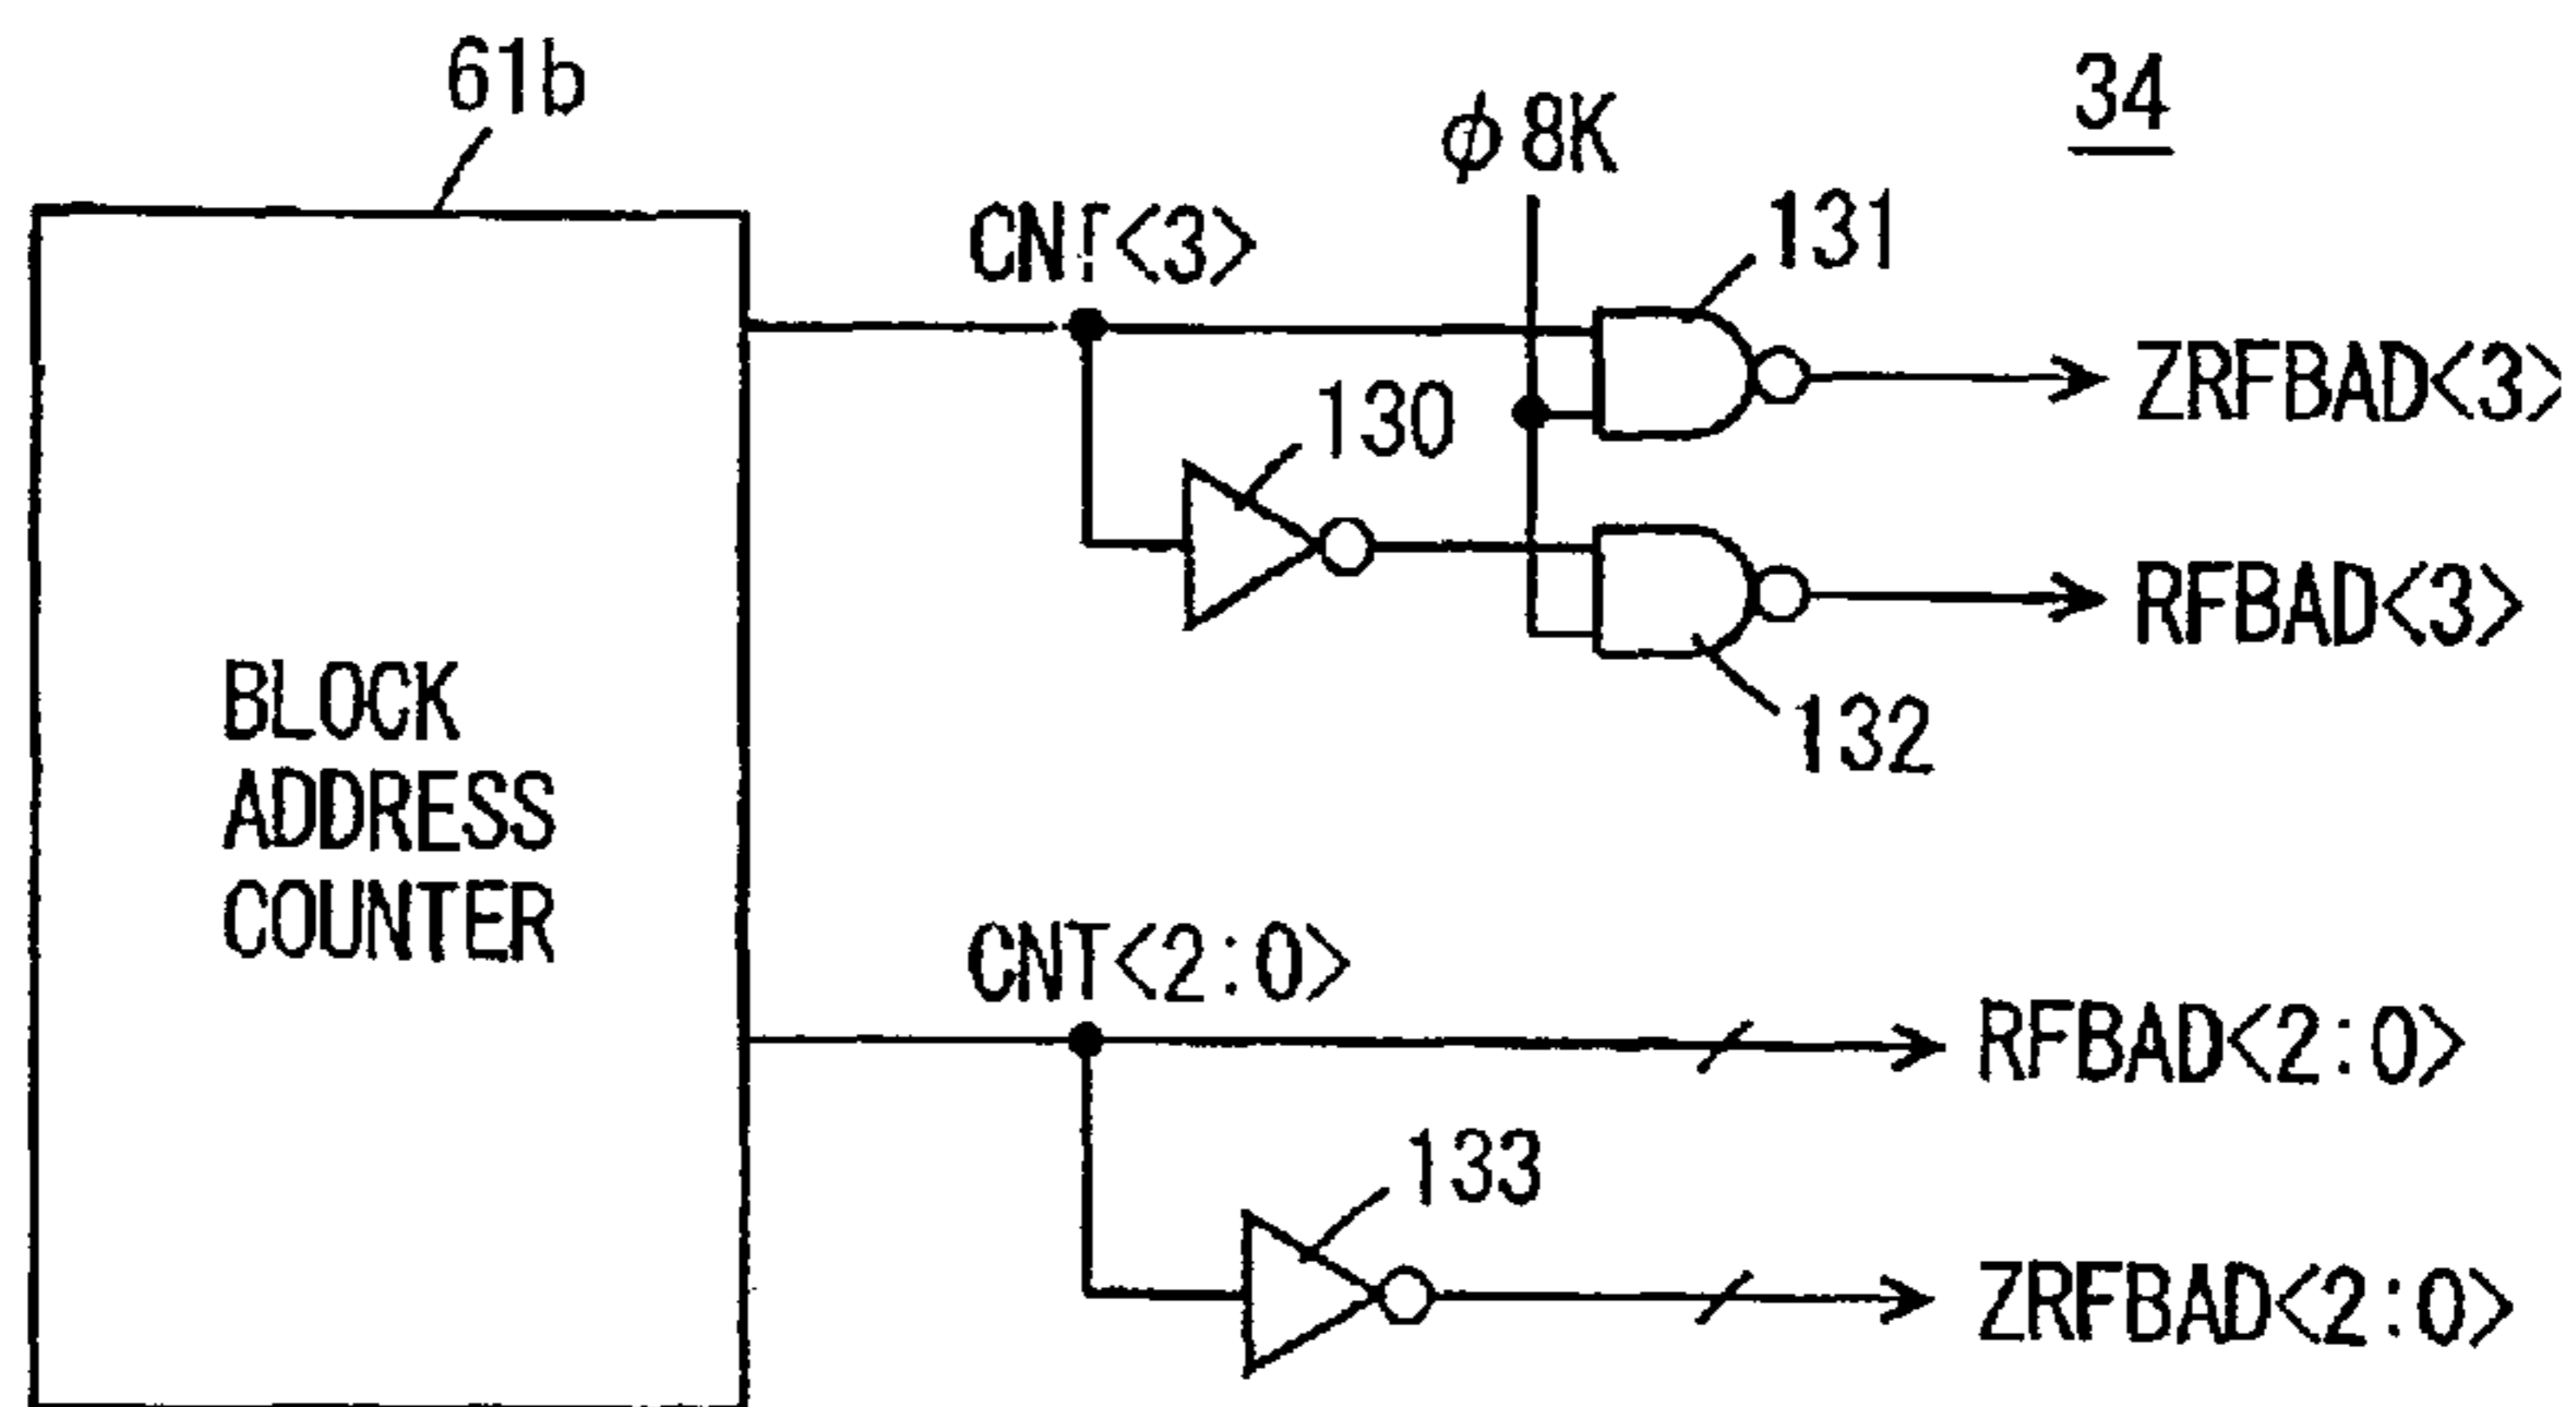 61b
34
φ8K
CNT<3>
131
ZRFBAD<3>
130
RFBAD<3>
132
BLOCK
ADDRESS
COUNTER
CNT<2:0>
RFBAD<2:0>
133
ZRFBAD<2:0>